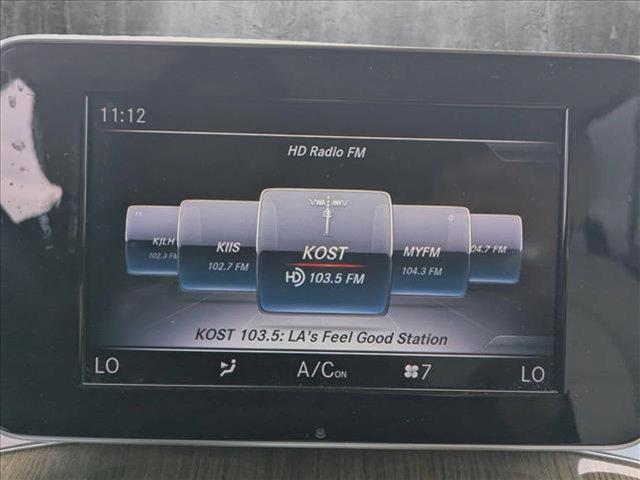 11:12
HD Radio FM
KJLH
102.3 FM
KIIS
102.7 FM
KOST
HD 103.5 FM
MYFM
104.3 FM
04.7 FM
KOST 103.5: LA's Feel Good Station
LO
A/C ON
7
LO